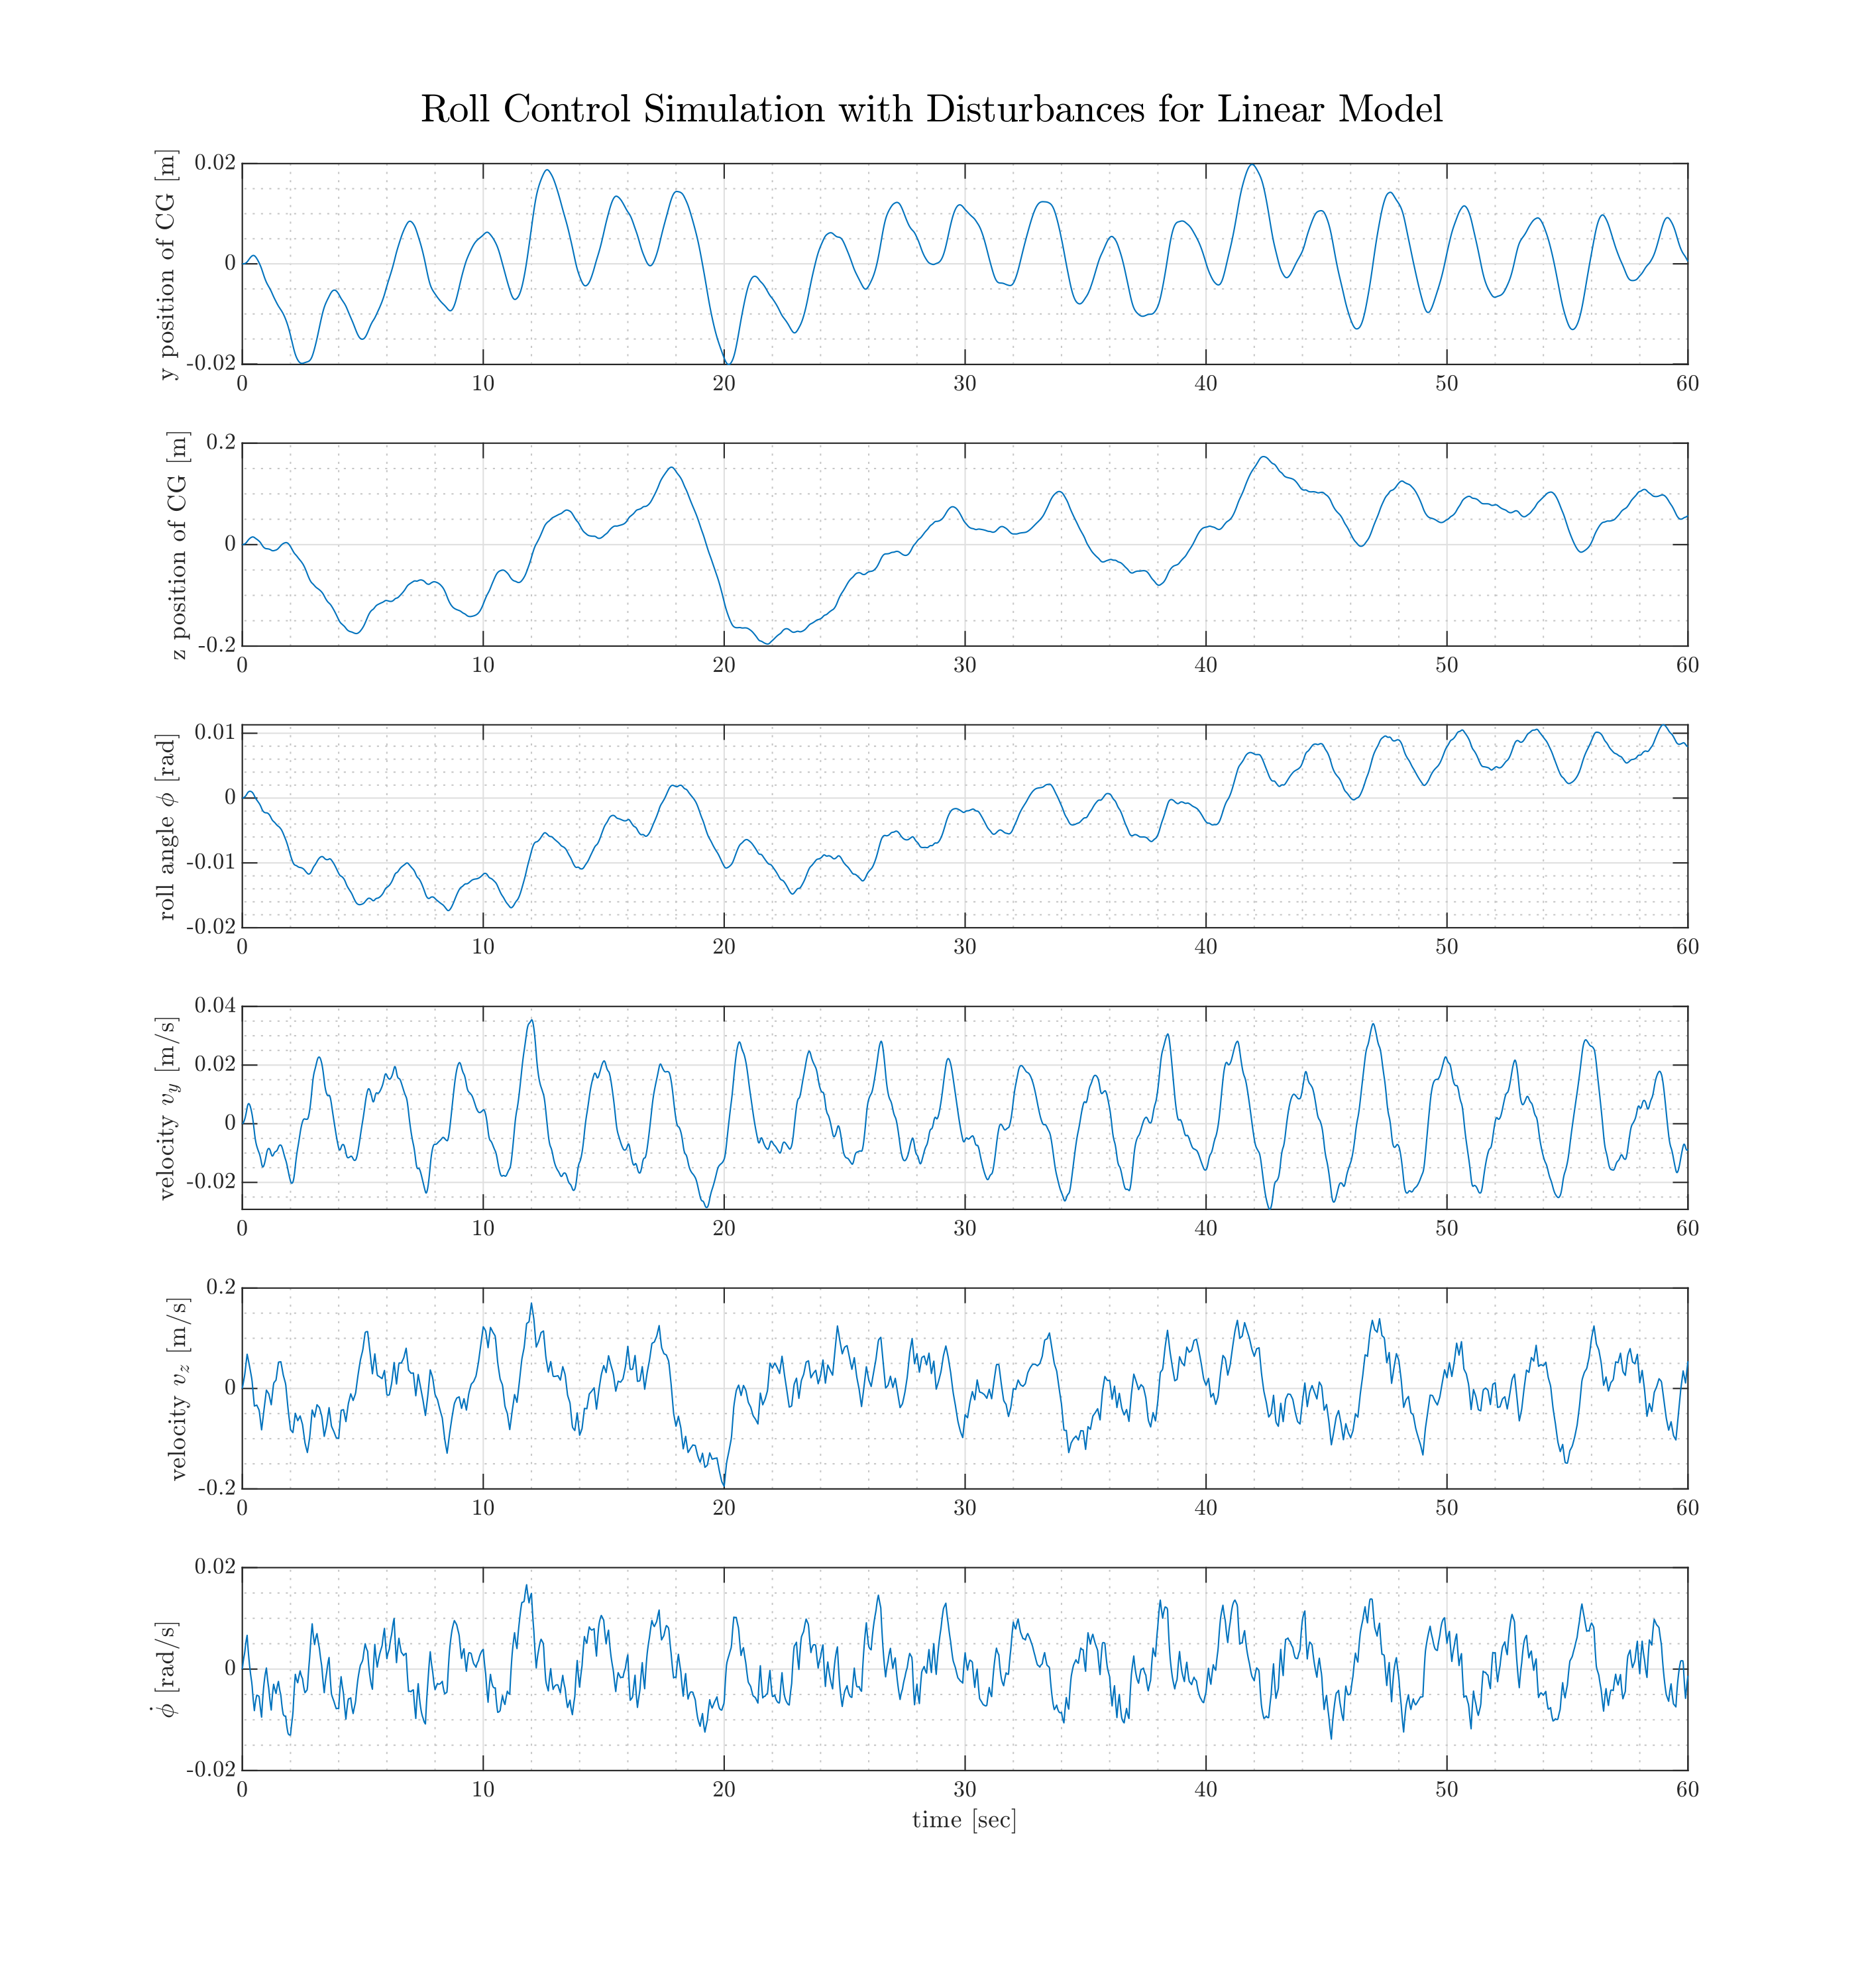 Roll Control Simulation with Disturbances for Linear Model
y position of CG [m]
0.02
0
-0.02
0 10 20 30 40 50 60
z position of CG [m]
0.2
0
-0.2
0 10 20 30 40 50 60
roll angle ϕ [rad]
0.01
0
-0.01
-0.02
0 10 20 30 40 50 60
velocity v_y [m/s]
0.04
0.02
0
-0.02
0 10 20 30 40 50 60
velocity v_z [m/s]
0.2
0
-0.2
0 10 20 30 40 50 60
ϕ̇ [rad/s]
0.02
0
-0.02
0 10 20 30 40 50 60
time [sec]